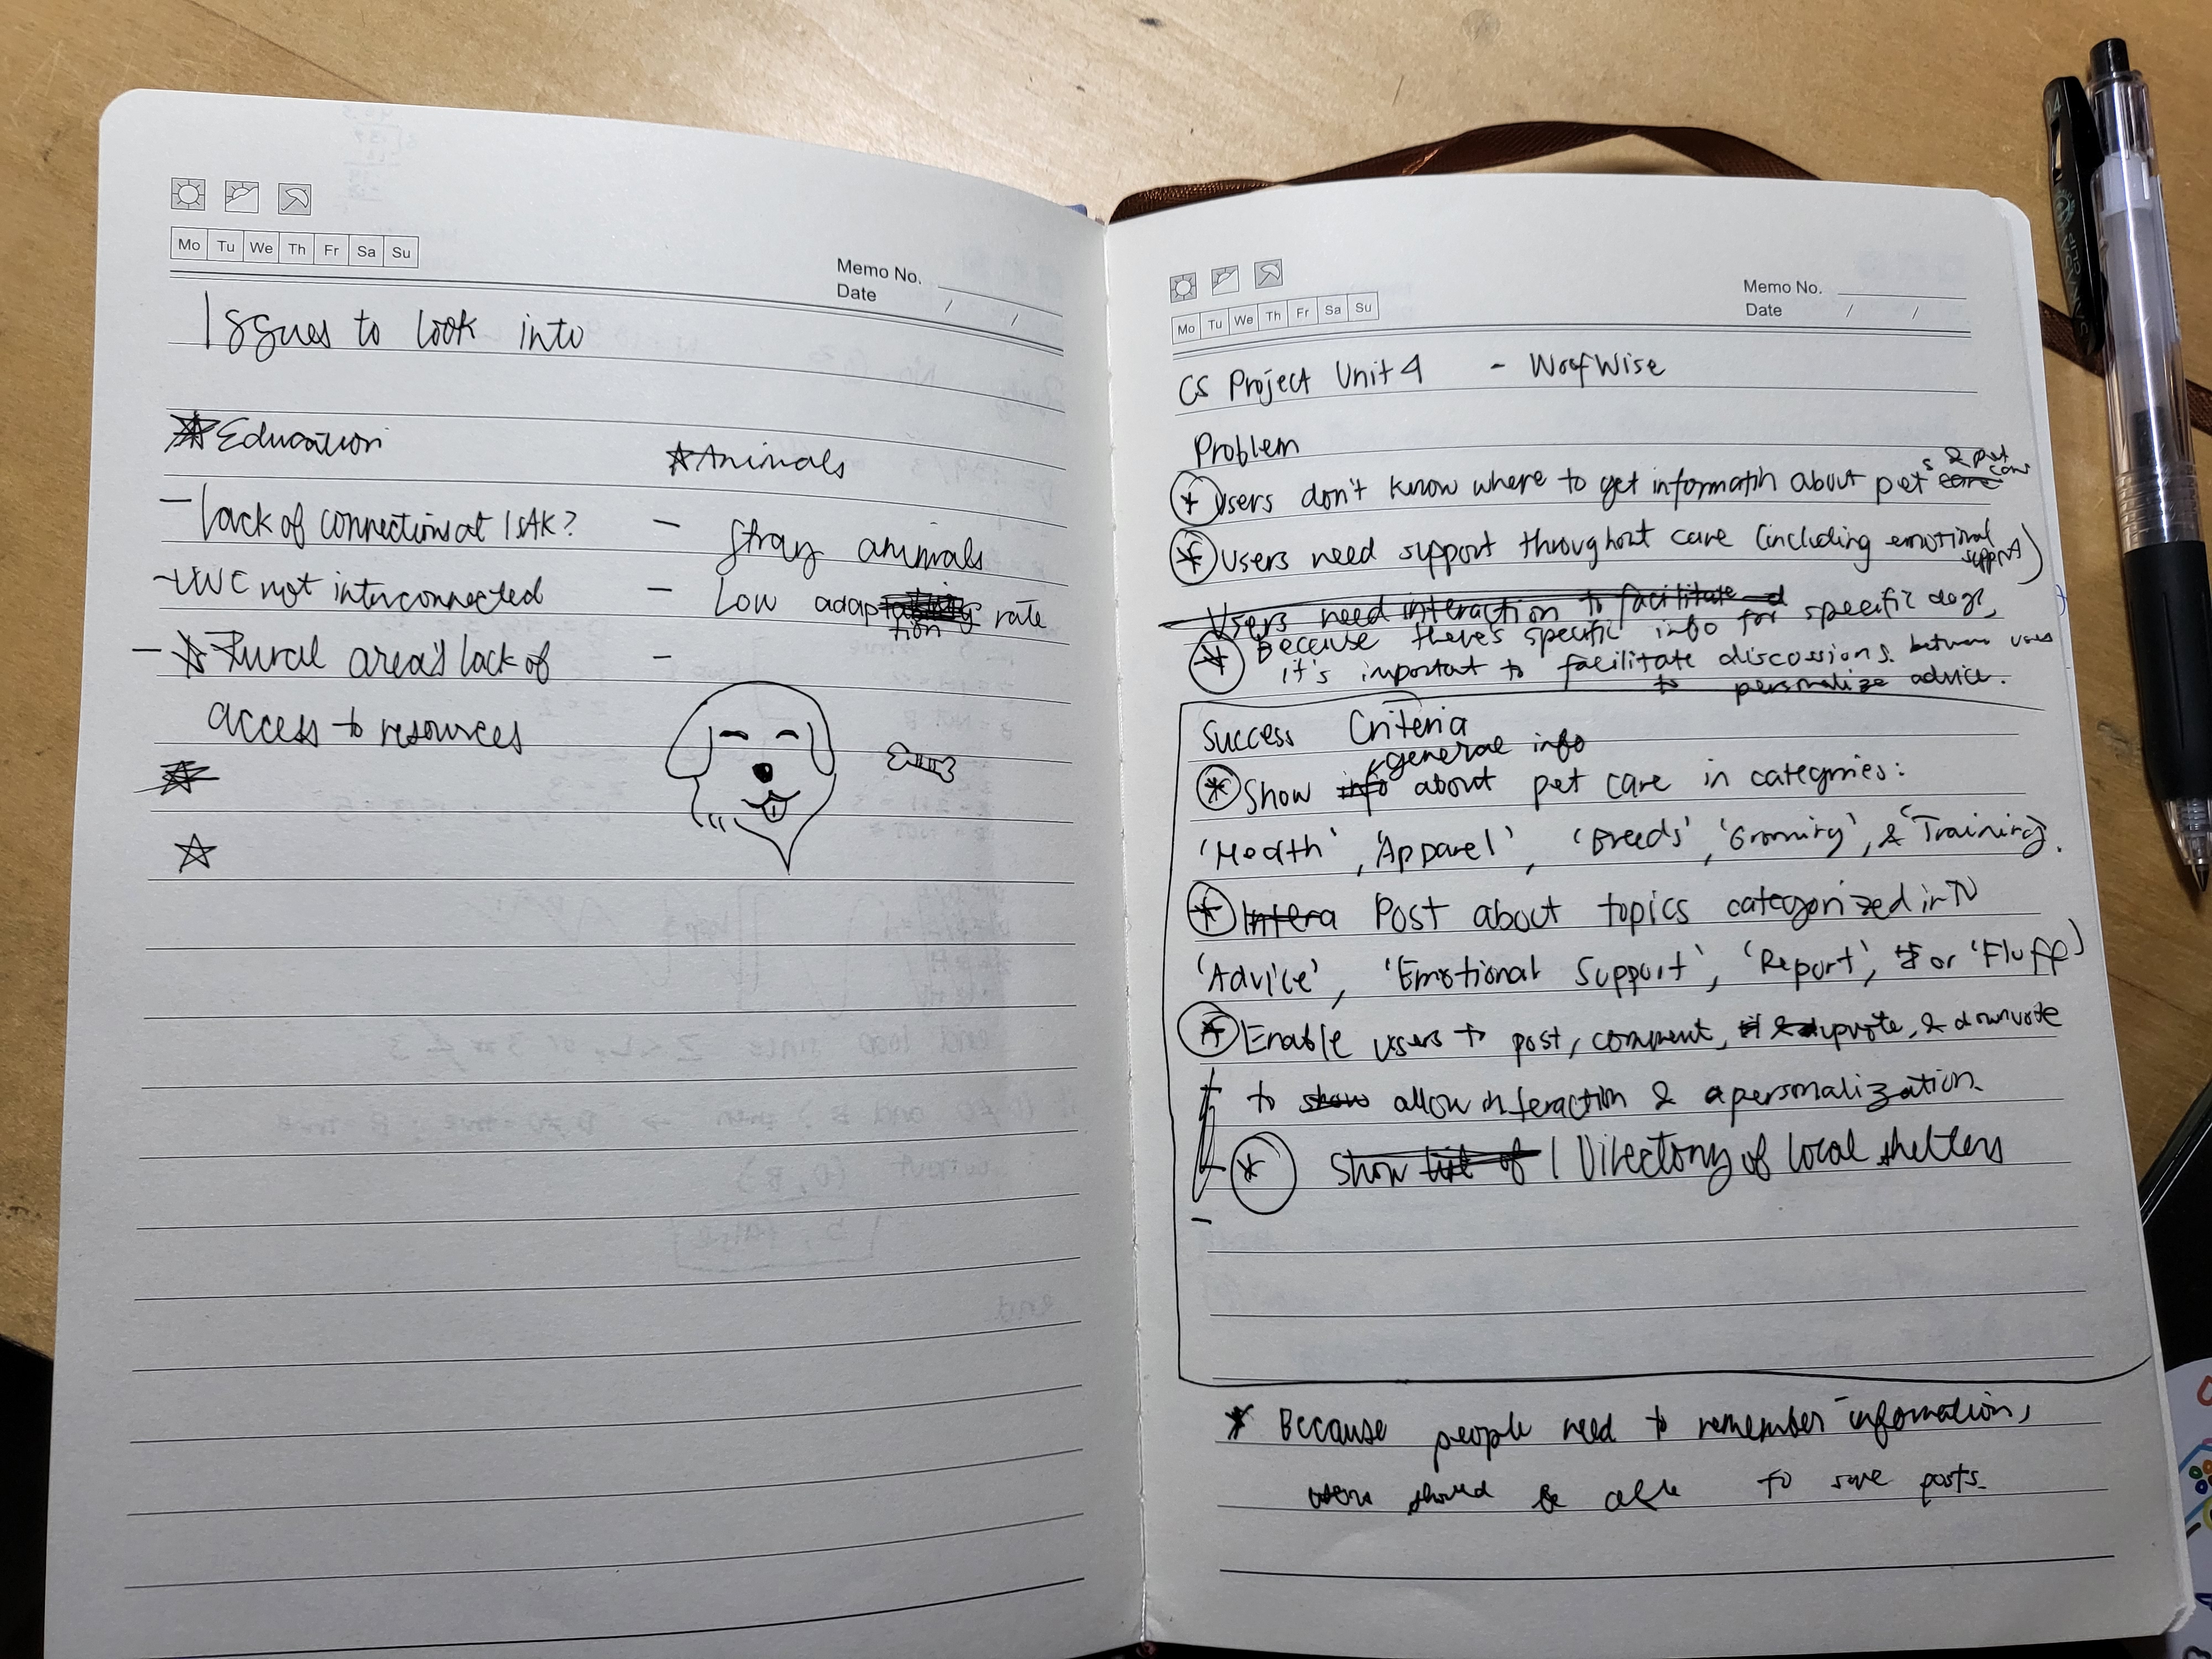 Mo Tu We Th Fr Sa Su
Memo No.
Date / /
Issues to look into
Education
- lack of connection at ISAK?
- UWC not interconnected
- Rural area's lack of
access to resources
Animals
- Stray animals
- Low adaption rate
-
Mo Tu We Th Fr Sa Su
Memo No.
Date / /
CS Project Unit 4 - WoofWise
Problem
* Users don't know where to get information about pets & pet care
* Users need support throughout care (including emotional support)
Users need interaction to facilitate
* Because there's specific info for specific dogs,
it's important to facilitate discussions between users
to personalize advice.
Success Criteria
* Show info general info about pet care in categories:
'Health', 'Apparel', 'Breeds', 'Grooming', & 'Training'.
* Intera Post about topics categorized into
'Advice', 'Emotional Support', 'Report', or 'Fluff'
* Enable users to post, comment, upvote, & downvote
to show allow interaction & personalization.
* Show list of Directory of local shelters
-
* Because people need to remember information,
users should be able to save posts.